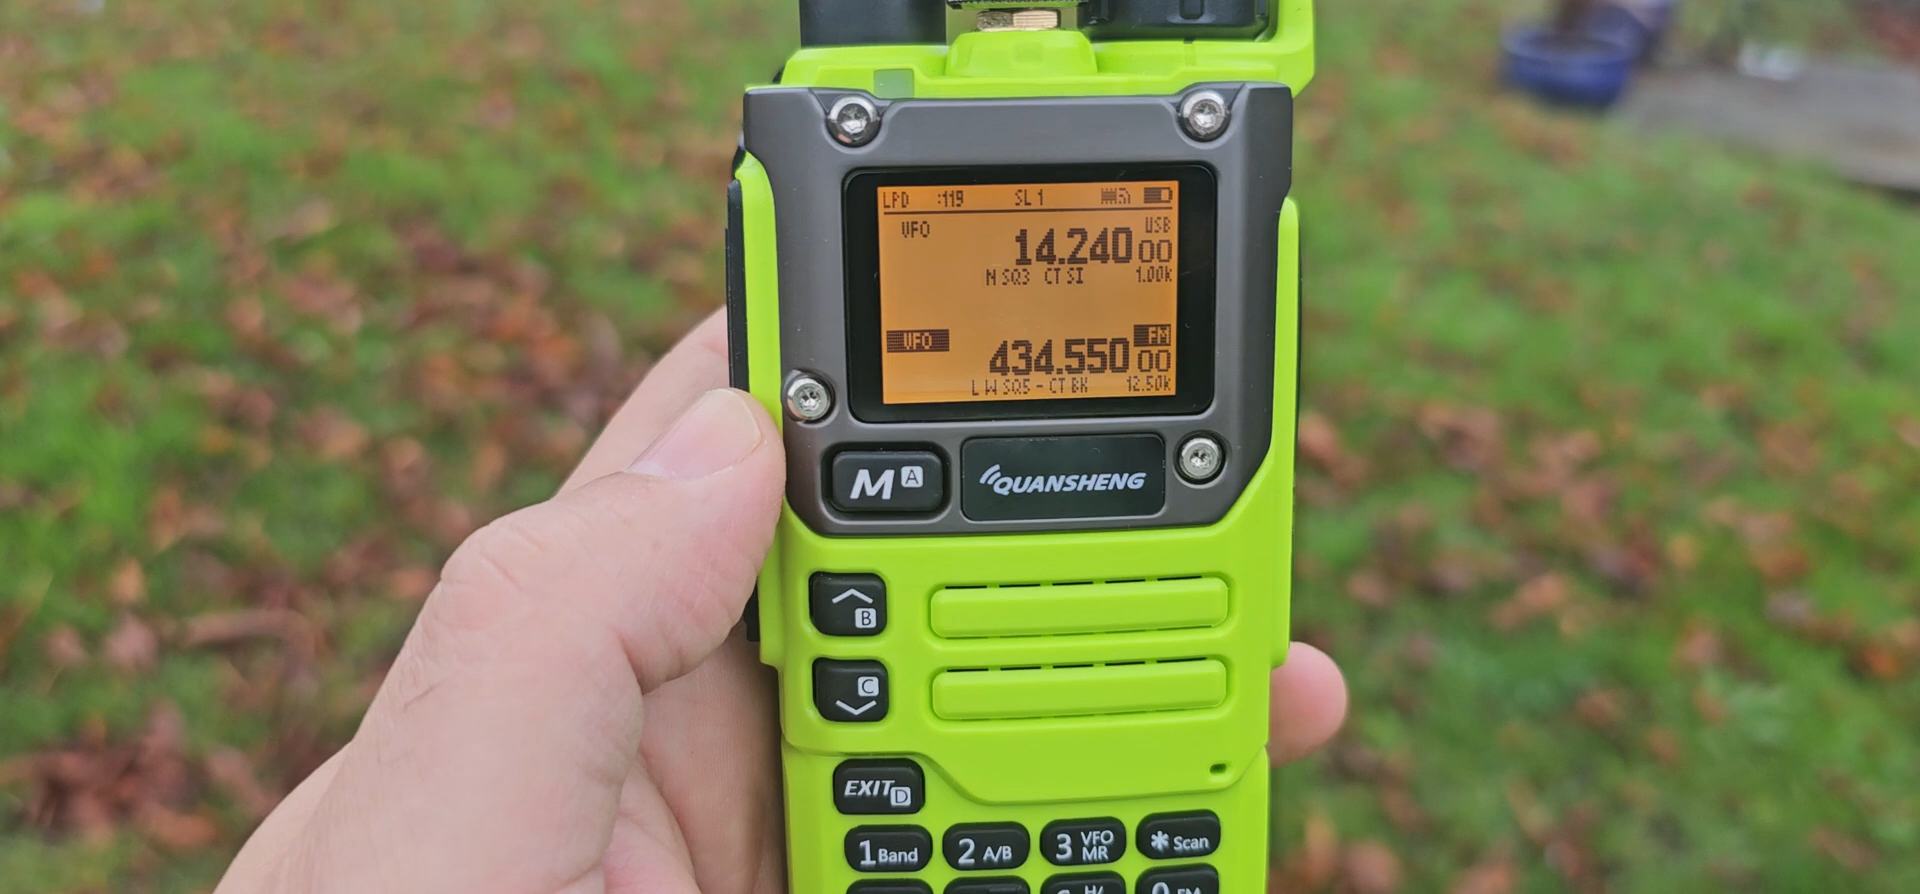 LPD :119 SL 1
VFO USB
14.240 00
N SQ3 CT SI 1.00k
VFO FM
434.550 00
L W SQ5 - CT BK 12.50k
M A
QUANSHENG
B
C
EXIT D
1 Band 2 A/B 3 VFO MR * Scan